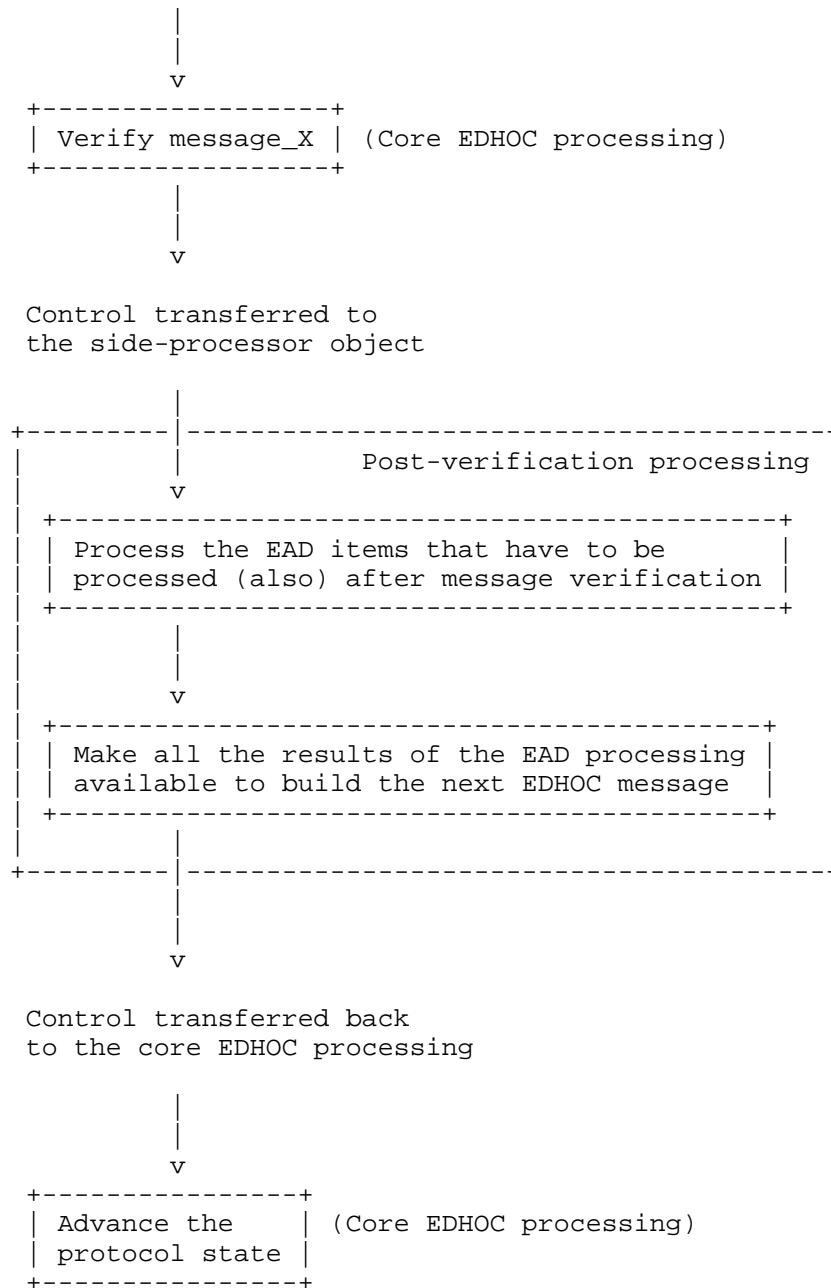 Verify message_X (Core EDHOC processing)
Control transferred to
the side-processor object
Post-verification processing
Process the EAD items that have to be
processed (also) after message verification
Make all the results of the EAD processing
available to build the next EDHOC message
Control transferred back
to the core EDHOC processing
Advance the (Core EDHOC processing)
protocol state